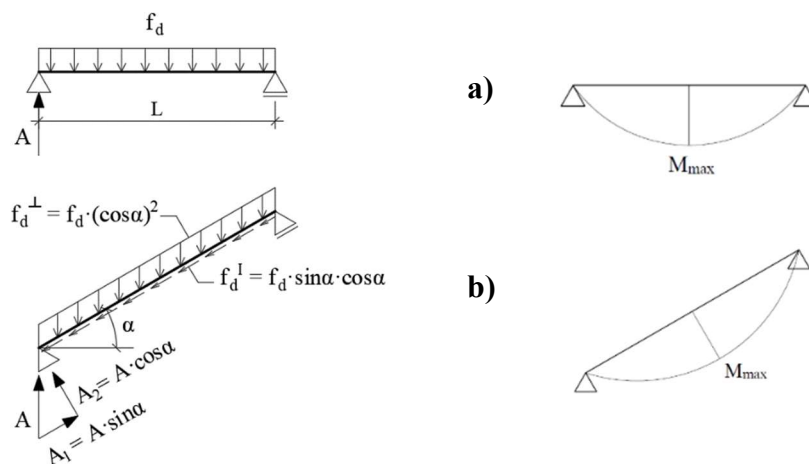 f_d
a)
L
A
M_max
f_d^⊥ = f_d·(cosα)^2
f_d^I = f_d·sinα·cosα
b)
α
A_2 = A·cosα
M_max
A
A_1 = A·sinα